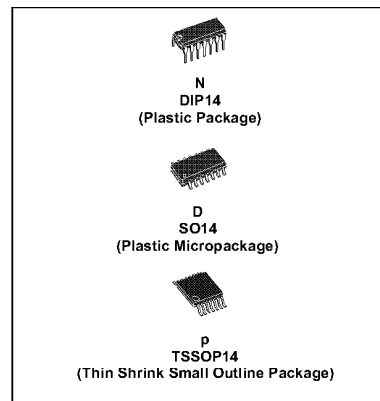 N
DIP14
(Plastic Package)
D
SO14
(Plastic Micropackage)
p
TSSOP14
(Thin Shrink Small Outline Package)